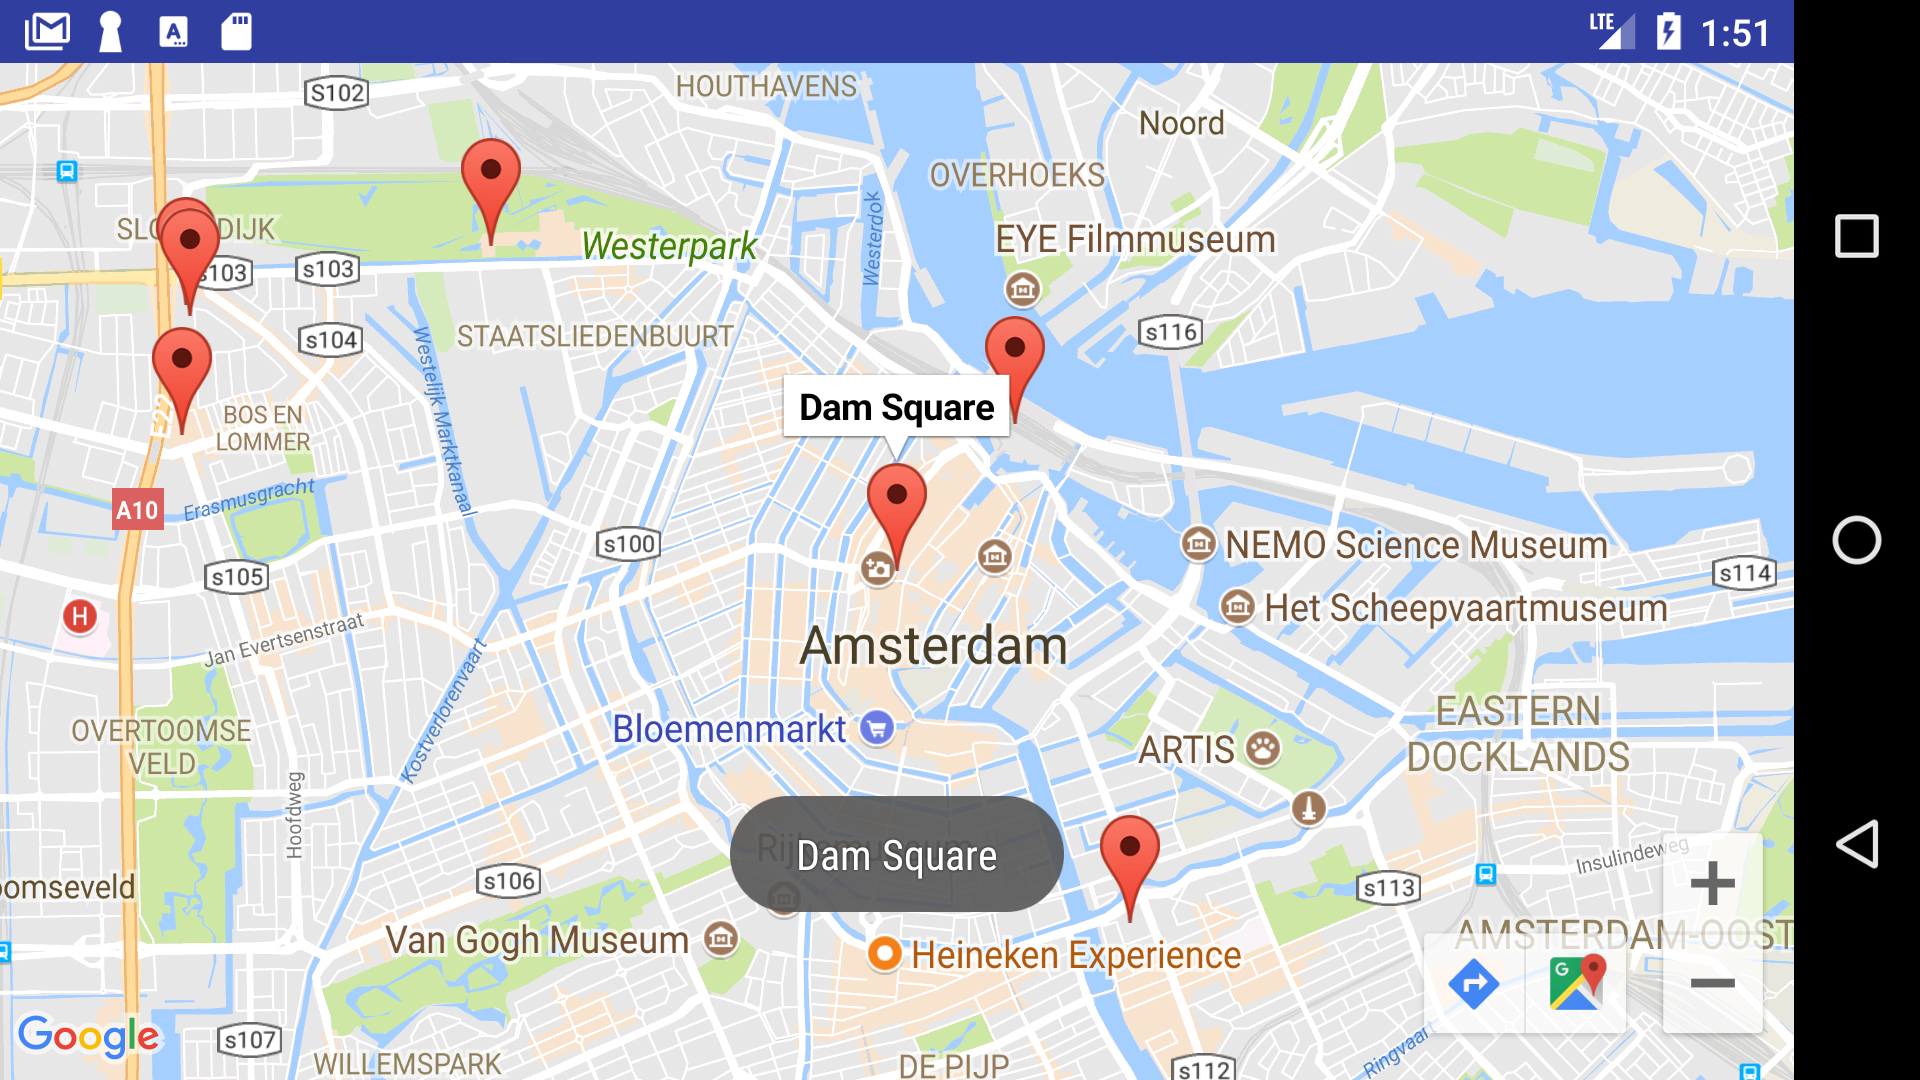 LTE 1:51
S102
HOUTHAVENS
Noord
OVERHOEKS
Westerdok
EYE Filmmuseum
Westerpark
s103
s103
s104
STAATSLIEDENBUURT
s116
Westelijk Marktkanaal
BOS EN
LOMMER
Dam Square
A10
Erasmusgracht
s100
NEMO Science Museum
s105
s114
H
Het Scheepvaartmuseum
Jan Evertsenstraat
Amsterdam
Kostverlorenvaart
OVERTOOMSE
VELD
Bloemenmarkt
ARTIS
EASTERN
DOCKLANDS
Hoofdweg
Dam Square
Insulindeweg
s106
s113
omseveld
Van Gogh Museum
Heineken Experience
AMSTERDAM-OOST
Google
s107
WILLEMSPARK
DE PIJP
s112
Ringvaar